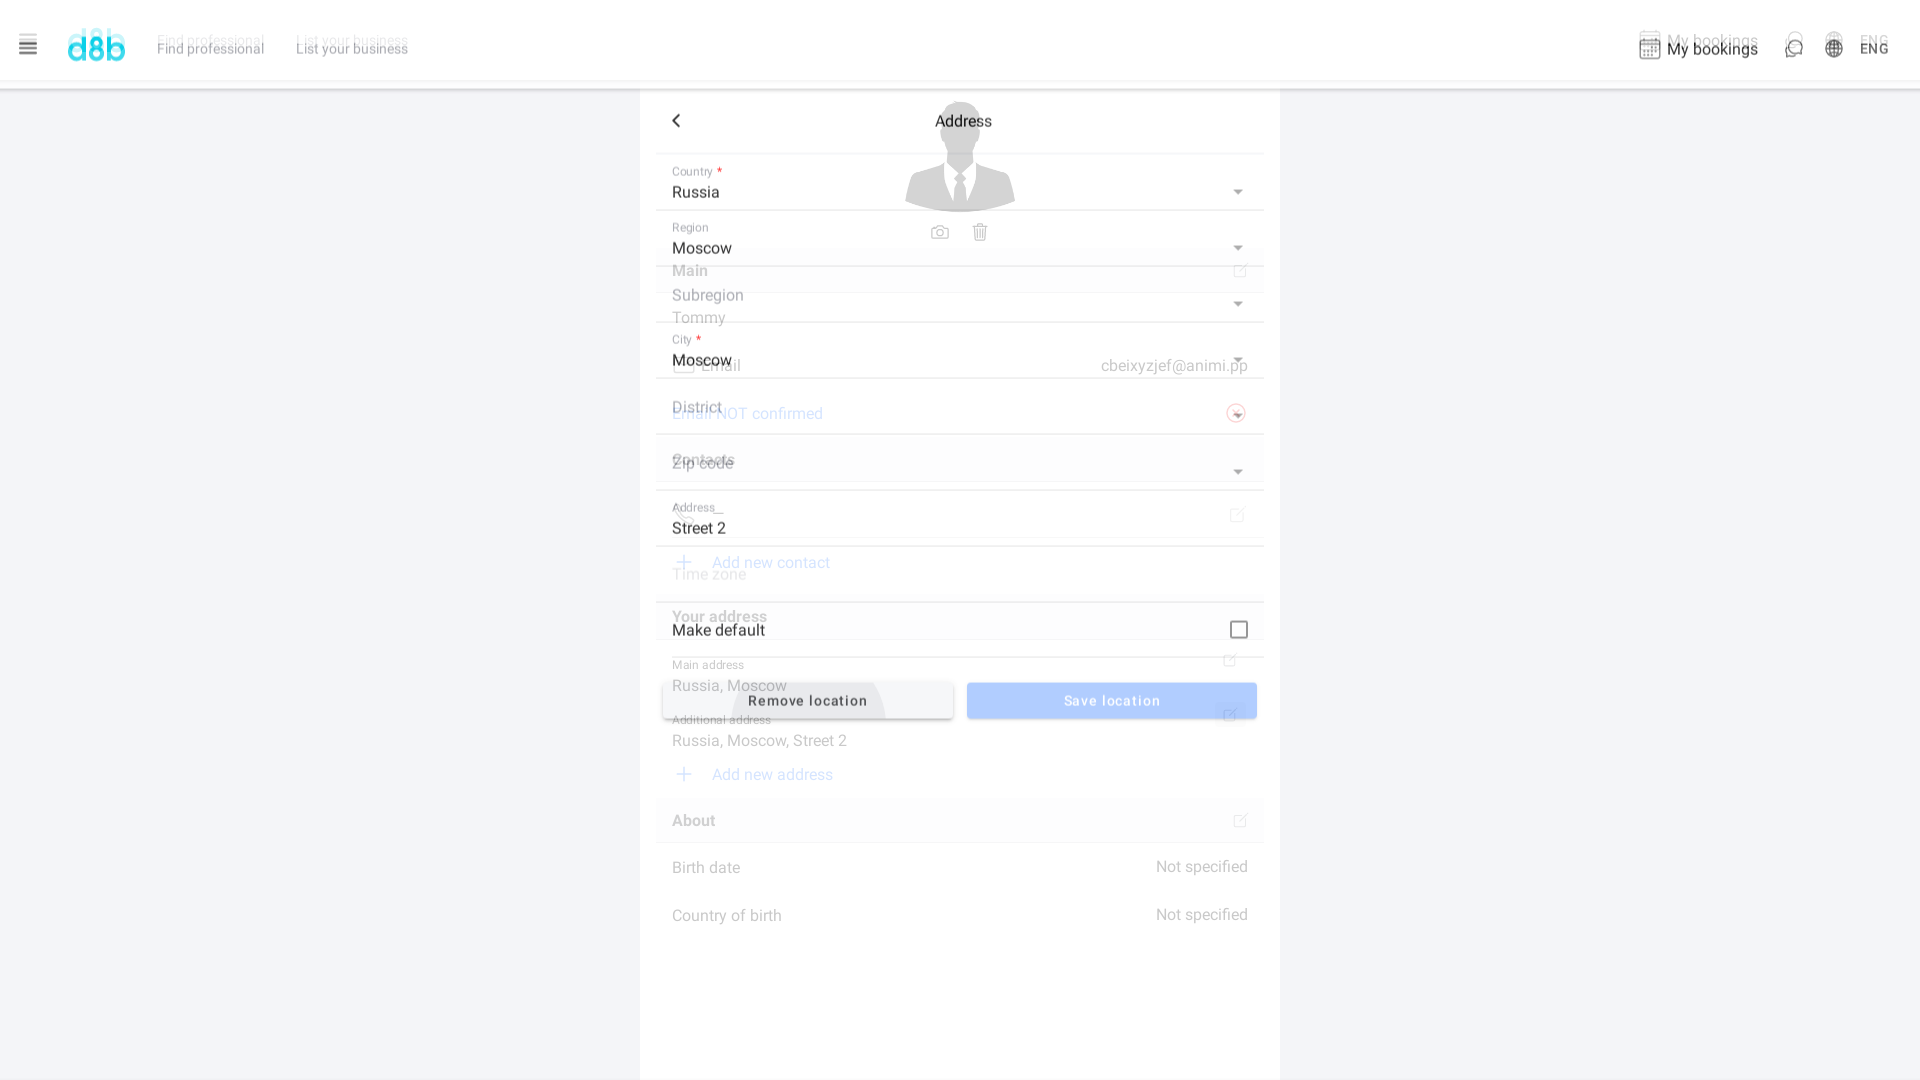 d8b
Find professional
List your business
My bookings
ENG
Address
Country *
Russia
Region
Moscow
Main
Subregion
Tommy
City *
Moscow
Email
cbeixyzjef@animi.pp
District
Email NOT confirmed
Contacts
Zip code
Address
Street 2
Add new contact
Time zone
Your address
Make default
Main address
Russia, Moscow
Remove location
Save location
Additional address
Russia, Moscow, Street 2
Add new address
About
Birth date
Not specified
Country of birth
Not specified